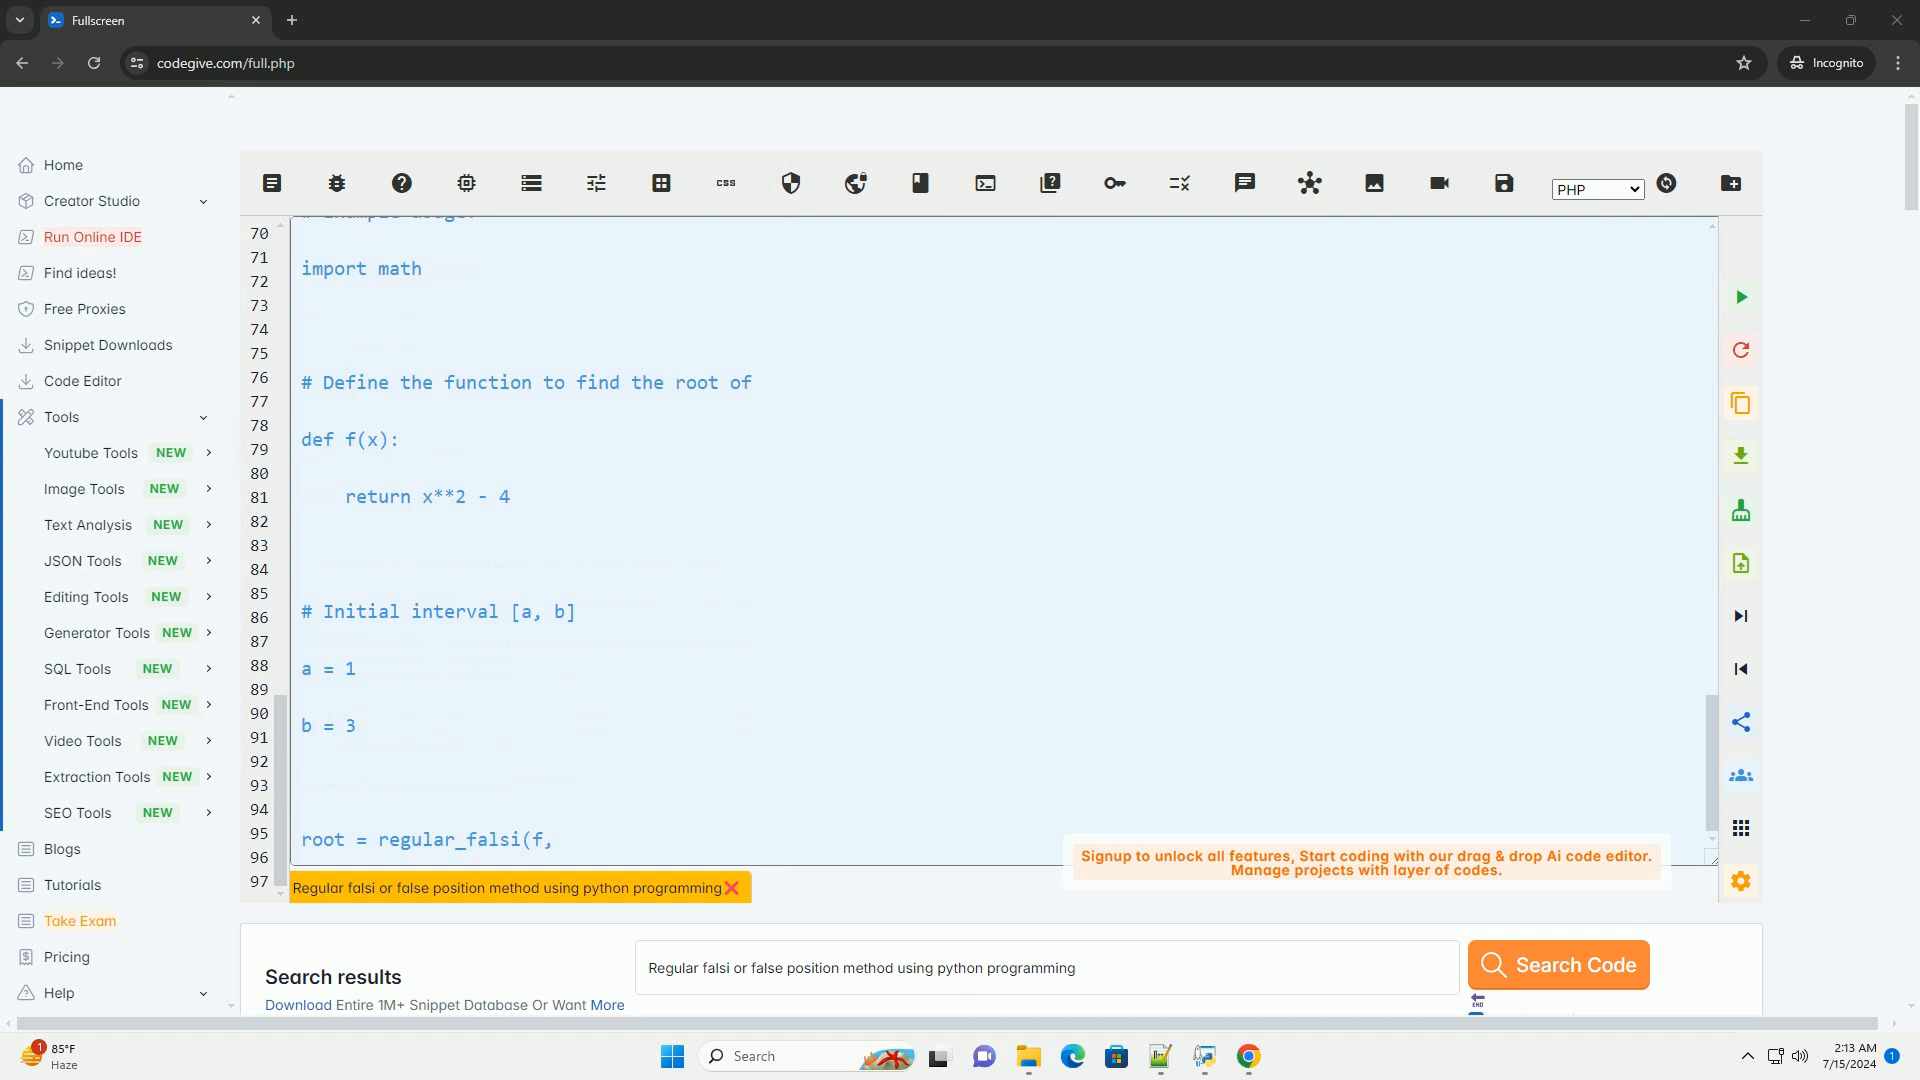 Fullscreen
codegive.com/full.php
Incognito
Home
Creator Studio
Run Online IDE
Find ideas!
Free Proxies
Snippet Downloads
Code Editor
Tools
Youtube Tools NEW
Image Tools NEW
Text Analysis NEW
JSON Tools NEW
Editing Tools NEW
Generator Tools NEW
SQL Tools NEW
Front-End Tools NEW
Video Tools NEW
Extraction Tools NEW
SEO Tools NEW
Blogs
Tutorials
Take Exam
Pricing
Help
css
PHP
70
71
72
73
74
75
76
77
78
79
80
81
82
83
84
85
86
87
88
89
90
91
92
93
94
95
96
97
import math
# Define the function to find the root of
def f(x):
return x**2 - 4
# Initial interval [a, b]
a = 1
b = 3
root = regular_falsi(f,
Signup to unlock all features, Start coding with our drag & drop Ai code editor.
Manage projects with layer of codes.
Regular falsi or false position method using python programming
Search results
Download Entire 1M+ Snippet Database Or Want More
Regular falsi or false position method using python programming
Search Code
END
1
85°F
Haze
Search
2:13 AM
7/15/2024
1